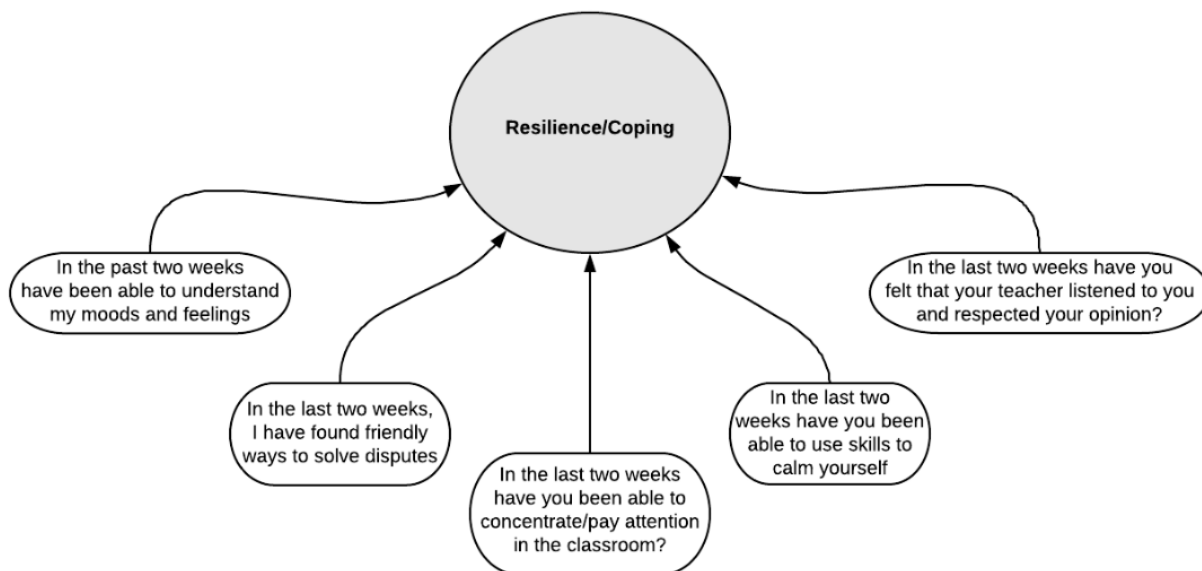 Resilience/Coping
In the past two weeks
have been able to understand
my moods and feelings
In the last two weeks,
I have found friendly
ways to solve disputes
In the last two weeks
have you been able to
concentrate/pay attention
in the classroom?
In the last two
weeks have you been
able to use skills to
calm yourself
In the last two weeks have you
felt that your teacher listened to you
and respected your opinion?